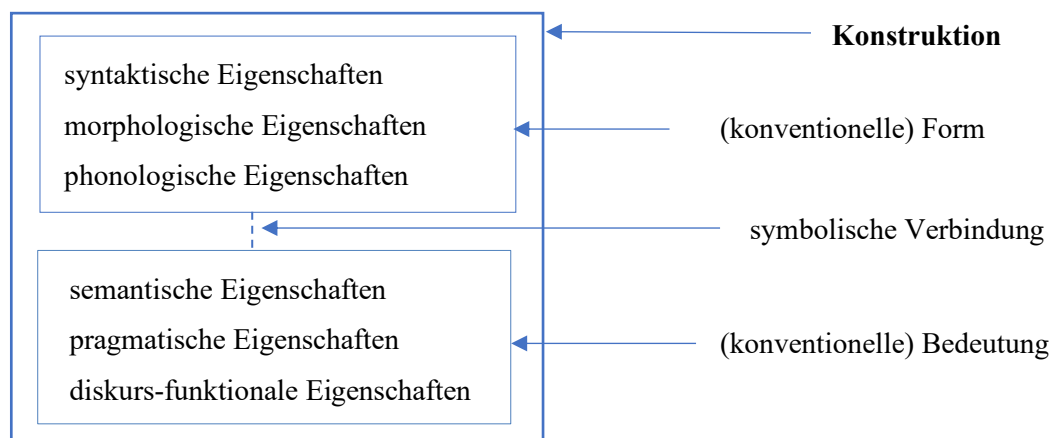 Konstruktion
syntaktische Eigenschaften
morphologische Eigenschaften
(konventionelle) Form
phonologische Eigenschaften
symbolische Verbindung
semantische Eigenschaften
pragmatische Eigenschaften
(konventionelle) Bedeutung
diskurs-funktionale Eigenschaften